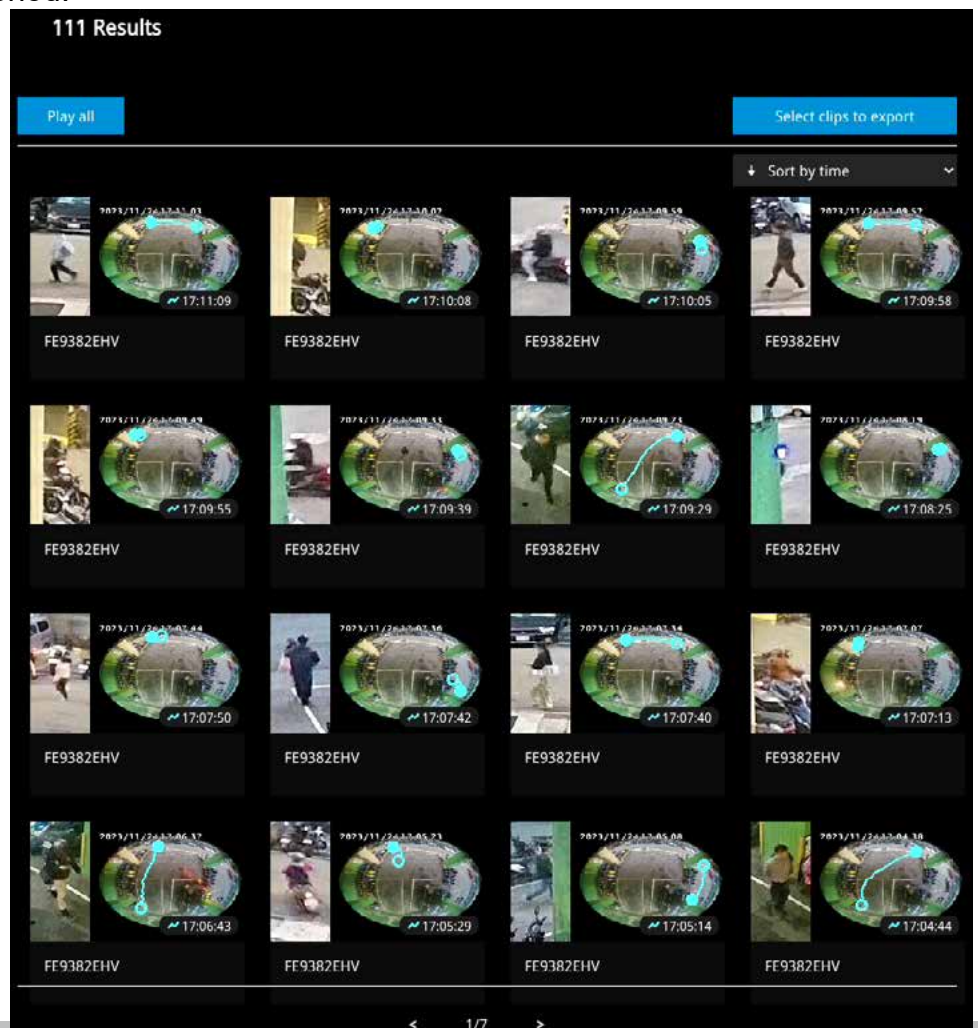 111 Results
Play all
Select clips to export
Sort by time
17:11:09
17:10:08
17:10:05
17:09:58
FE9382EHV
FE9382EHV
FE9382EHV
FE9382EHV
17:09:55
17:09:39
17:09:29
17:08:25
FE9382EHV
FE9382EHV
FE9382EHV
FE9382EHV
17:07:50
17:07:42
17:07:40
17:07:13
FE9382EHV
FE9382EHV
FE9382EHV
FE9382EHV
17:06:43
17:05:29
17:05:14
17:04:44
FE9382EHV
FE9382EHV
FE9382EHV
FE9382EHV
< 1/7 >